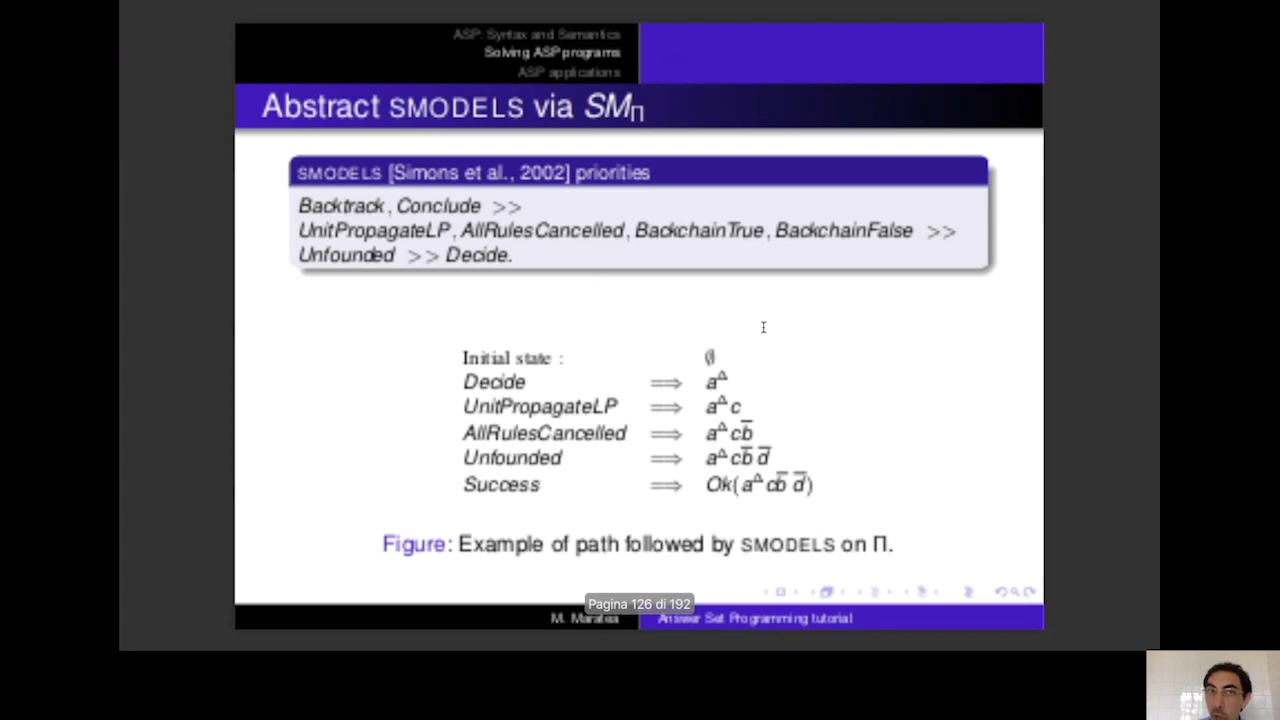 ASP: Syntax and Semantics
Solving ASP programs
ASP applications
Abstract SMODELS via SM_Π
SMODELS [Simons et al., 2002] priorities
Backtrack, Conclude >>
UnitPropagateLP, AllRulesCancelled, BackchainTrue, BackchainFalse >>
Unfounded >> Decide.
Initial state : ∅
Decide ⟹ a^Δ
UnitPropagateLP ⟹ a^Δ c
AllRulesCancelled ⟹ a^Δ c b̅
Unfounded ⟹ a^Δ c b̅ d̅
Success ⟹ Ok(a^Δ c b̅ d̅)
Figure: Example of path followed by SMODELS on Π.
Pagina 126 di 192
M. Maratea Answer Set Programming tutorial